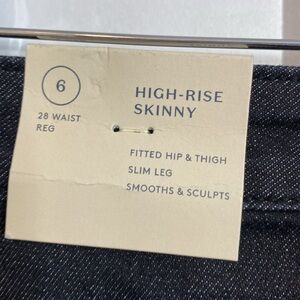 6
28 WAIST
REG
HIGH-RISE
SKINNY
FITTED HIP & THIGH
SLIM LEG
SMOOTHS & SCULPTS